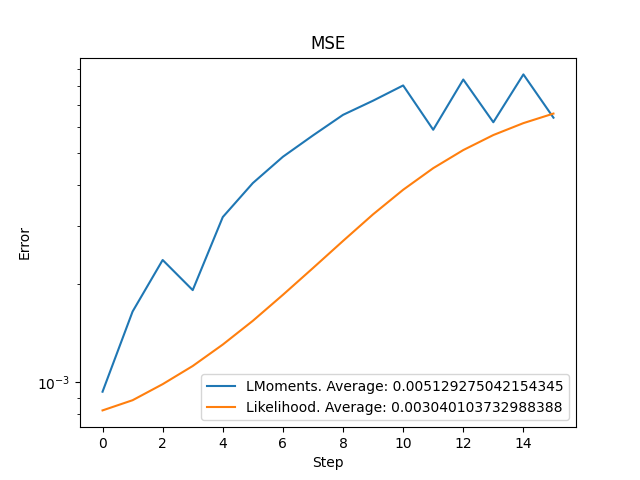 MSE
Error
10⁻³
LMoments. Average: 0.005129275042154345
Likelihood. Average: 0.003040103732988388
0 2 4 6 8 10 12 14
Step